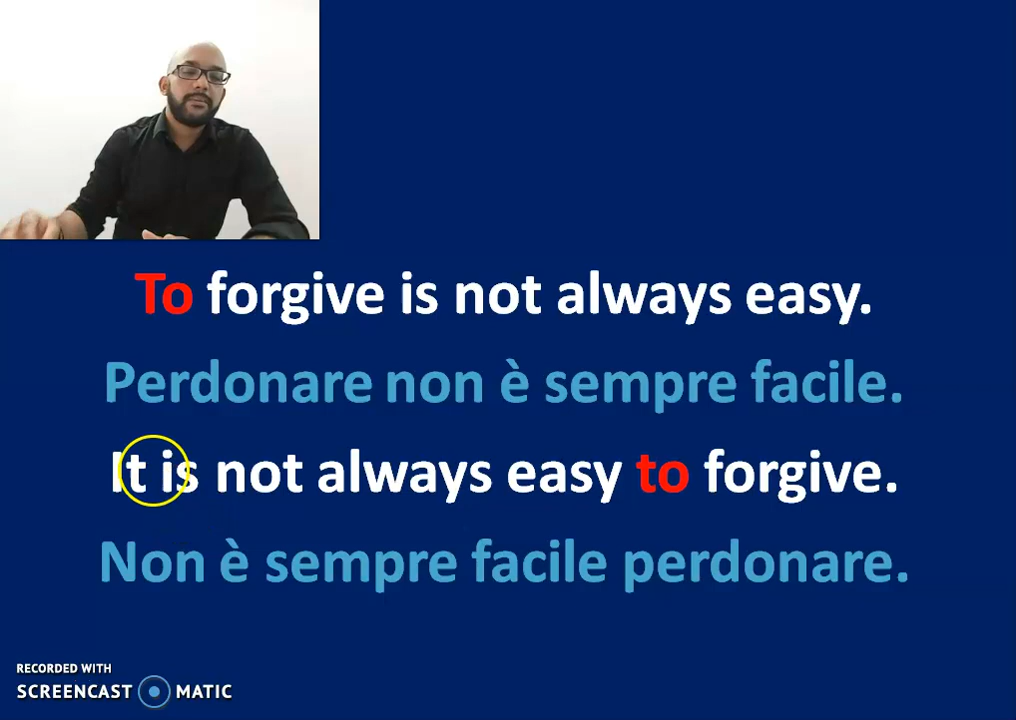 To forgive is not always easy.
Perdonare non è sempre facile.
It is not always easy to forgive.
Non è sempre facile perdonare.
RECORDED WITH
SCREENCAST MATIC